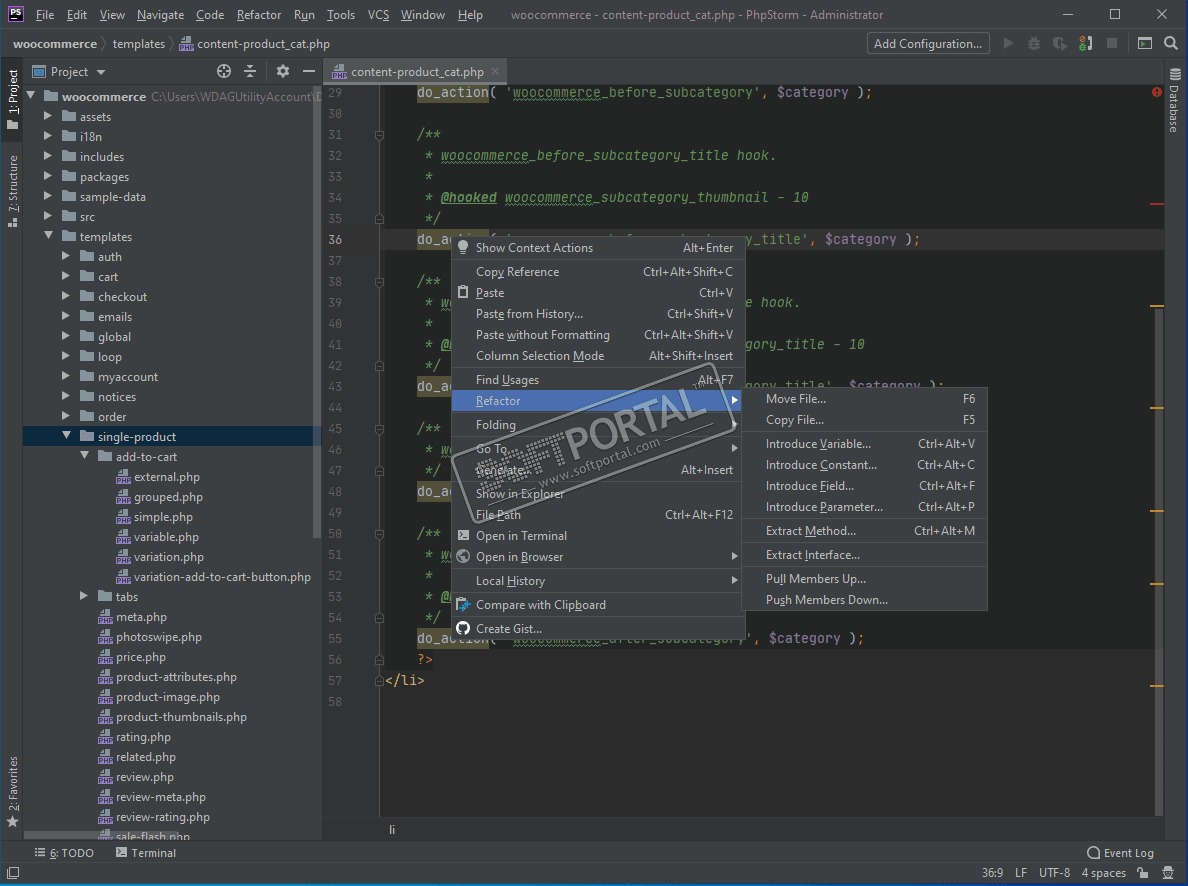 PS File Edit View Navigate Code Refactor Run Tools VCS Window Help woocommerce - content-product_cat.php - PhpStorm - Administrator
woocommerce templates content-product_cat.php Add Configuration...
1: Project
7: Structure
2: Favorites
Project
woocommerce C:\Users\WDAGUtilityAccount\
assets
i18n
includes
packages
sample-data
src
templates
auth
cart
checkout
emails
global
loop
myaccount
notices
order
single-product
add-to-cart
external.php
grouped.php
simple.php
variable.php
variation.php
variation-add-to-cart-button.php
tabs
meta.php
photoswipe.php
price.php
product-attributes.php
product-image.php
product-thumbnails.php
rating.php
related.php
review.php
review-meta.php
review-rating.php
sale-flash.php
content-product_cat.php
29 do_action( 'woocommerce_before_subcategory', $category );
30
31 /**
32 * woocommerce_before_subcategory_title hook.
33 *
34 * @hooked woocommerce_subcategory_thumbnail - 10
35 */
36 do_action( y_title', $category );
37
38 /**
39 * e hook.
40 *
41 * gory_title - 10
42 */
43 gory_title', $category );
44
45 /**
46 *
47 */
48
49
50 /**
51 *
52 *
53 *
54 */
55 do_action( 'woocommerce_after_subcategory', $category );
56 ?>
57 </li>
58
Show Context Actions Alt+Enter
Copy Reference Ctrl+Alt+Shift+C
Paste Ctrl+V
Paste from History... Ctrl+Shift+V
Paste without Formatting Ctrl+Alt+Shift+V
Column Selection Mode Alt+Shift+Insert
Find Usages Alt+F7
Refactor
Folding
Go To
Generate... Alt+Insert
Show in Explorer
File Path Ctrl+Alt+F12
Open in Terminal
Open in Browser
Local History
Compare with Clipboard
Create Gist...
Move File... F6
Copy File... F5
Introduce Variable... Ctrl+Alt+V
Introduce Constant... Ctrl+Alt+C
Introduce Field... Ctrl+Alt+F
Introduce Parameter... Ctrl+Alt+P
Extract Method... Ctrl+Alt+M
Extract Interface...
Pull Members Up...
Push Members Down...
SOFTPORTAL™
www.softportal.com
Database
li
6: TODO Terminal Event Log
36:9 LF UTF-8 4 spaces